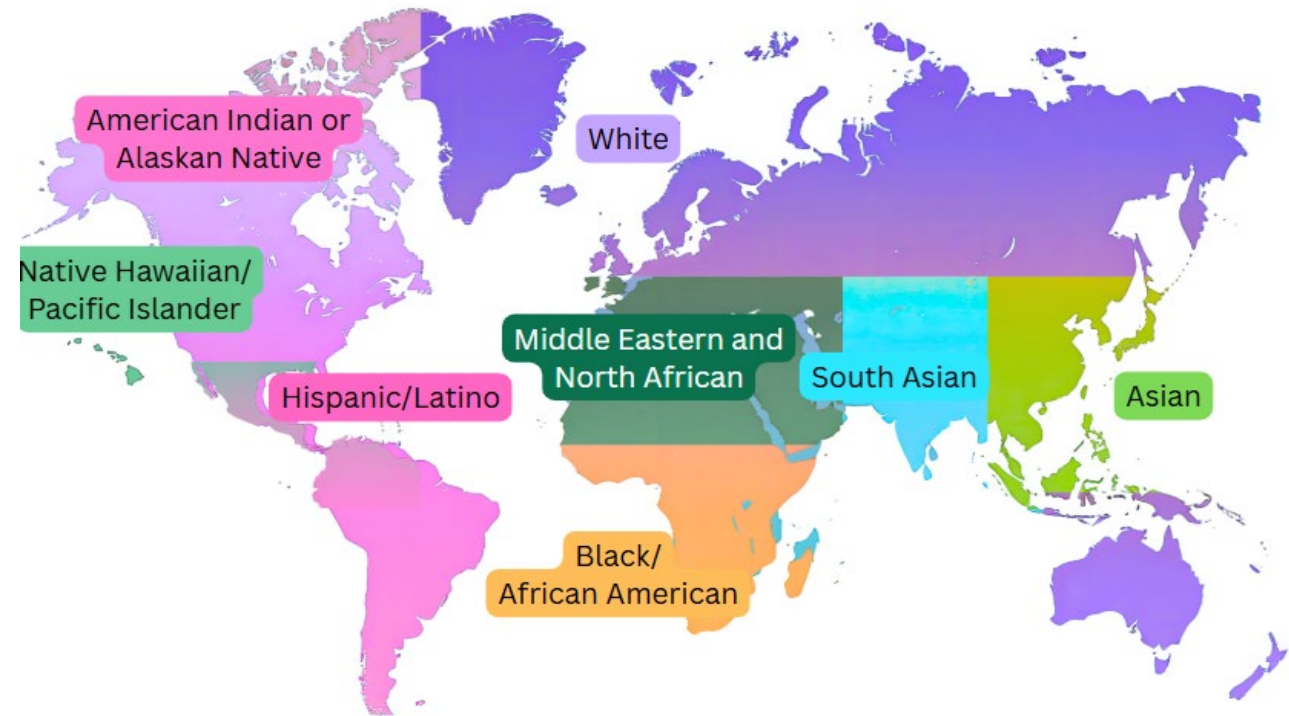 American Indian or
Alaskan Native
White
Native Hawaiian/
Pacific Islander
Middle Eastern and
North African
South Asian
Asian
Hispanic/Latino
Black/
African American